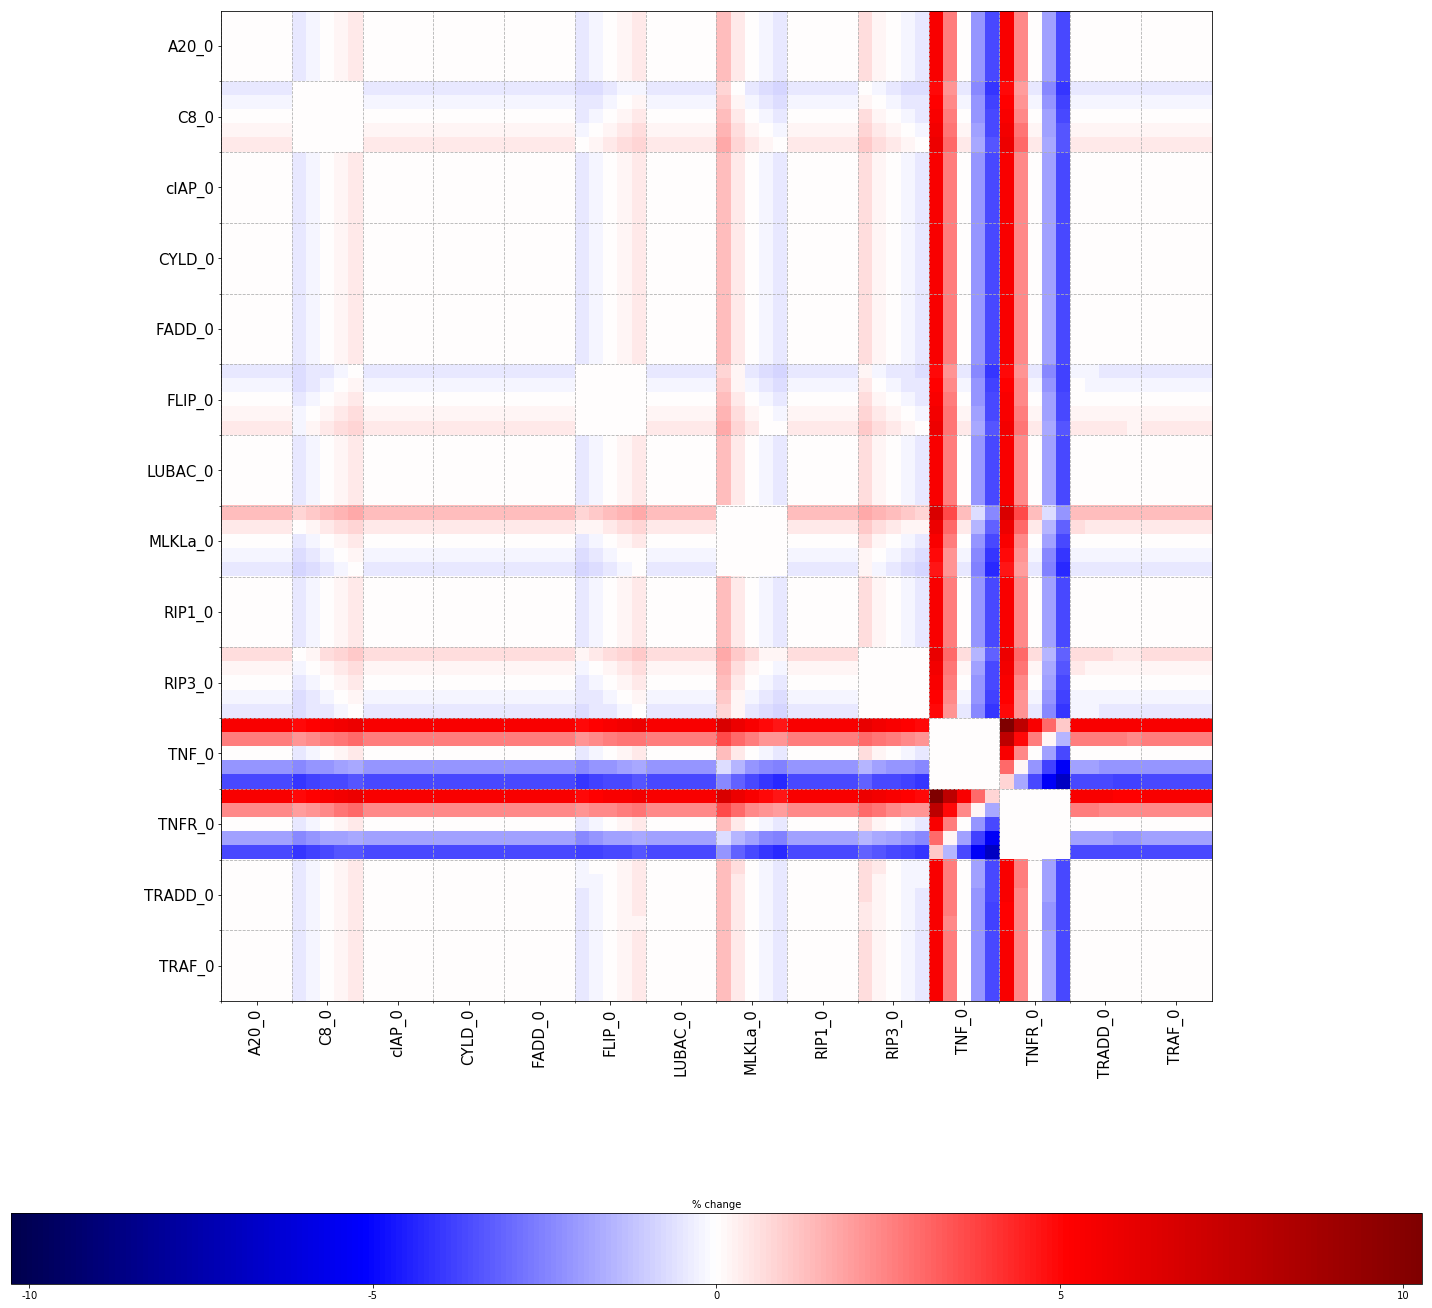 A20_0
C8_0
cIAP_0
CYLD_0
FADD_0
FLIP_0
LUBAC_0
MLKLa_0
RIP1_0
RIP3_0
TNF_0
TNFR_0
TRADD_0
TRAF_0
A20_0 C8_0 cIAP_0 CYLD_0 FADD_0 FLIP_0 LUBAC_0 MLKLa_0 RIP1_0 RIP3_0 TNF_0 TNFR_0 TRADD_0 TRAF_0
% change
-10 -5 0 5 10